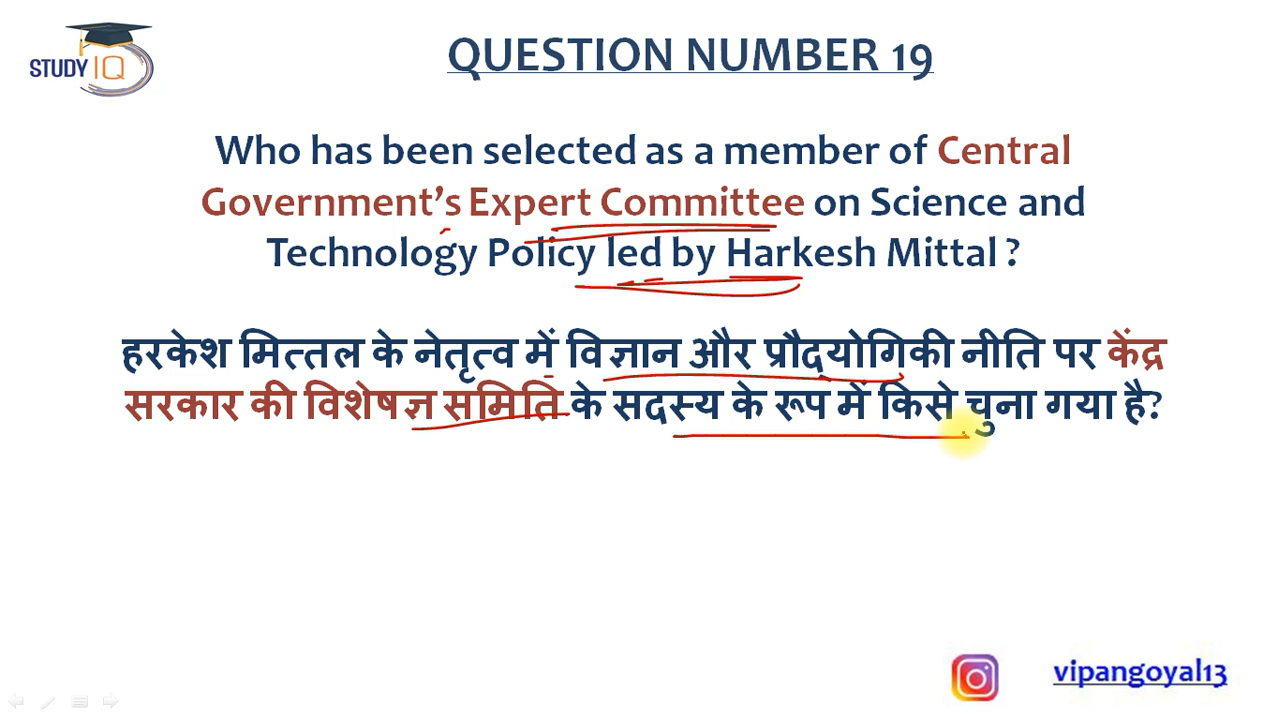 STUDY IQ
QUESTION NUMBER 19
Who has been selected as a member of Central
Government's Expert Committee on Science and
Technology Policy led by Harkesh Mittal ?
हरकेश मित्तल के नेतृत्व में विज्ञान और प्रौद्योगिकी नीति पर केंद्र
सरकार की विशेषज्ञ समिति के सदस्य के रूप में किसे चुना गया है?
vipangoyal13